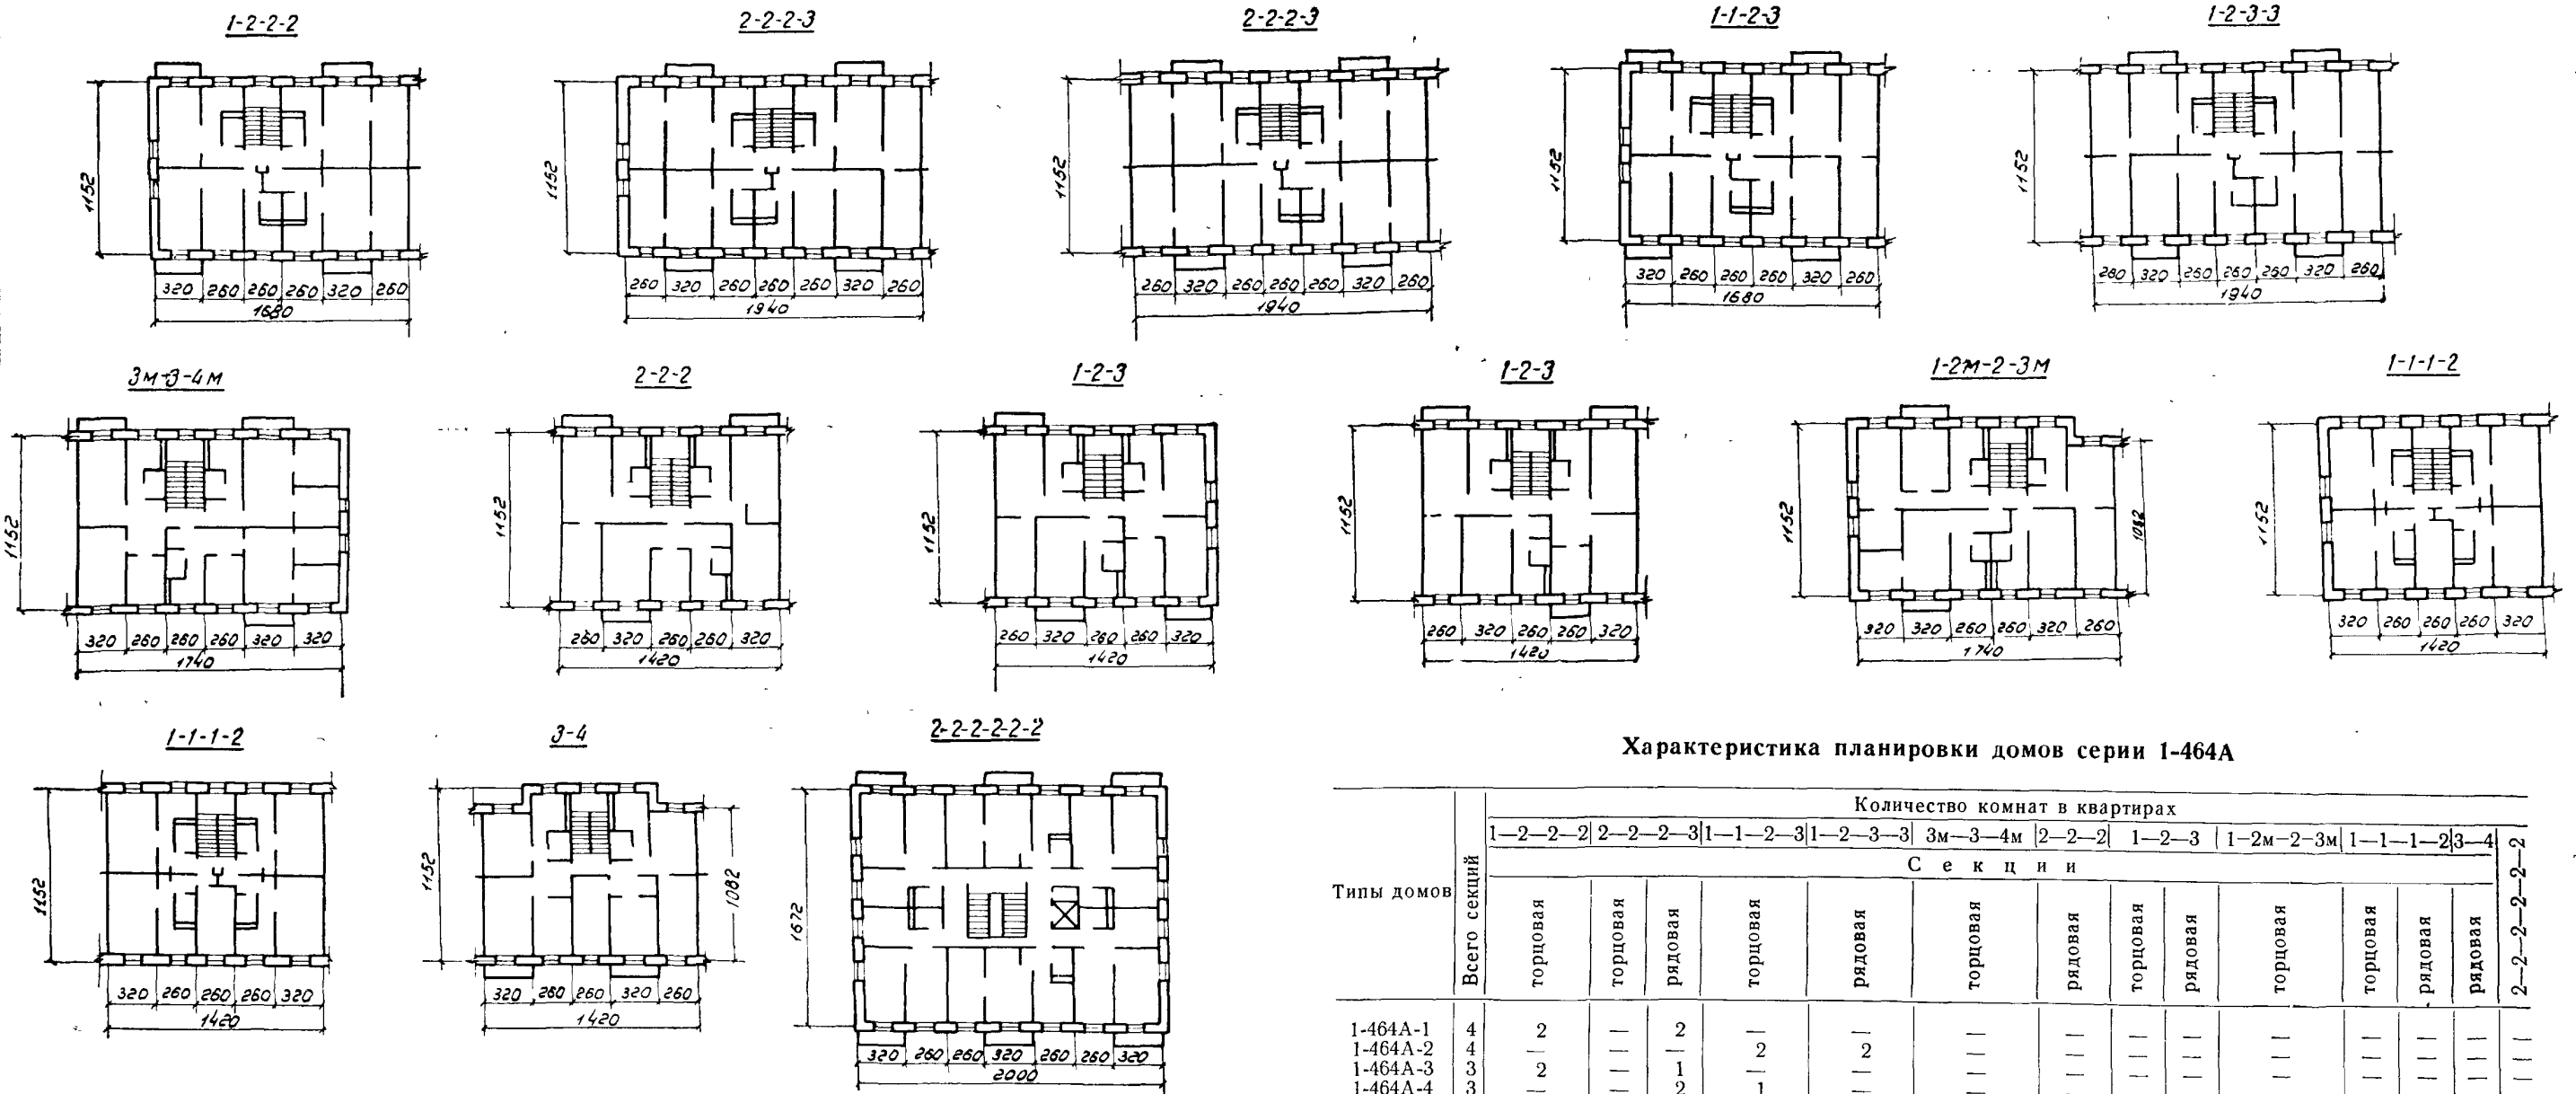 1-2-2-2
2-2-2-3
2-2-2-3
1-1-2-3
1-2-3-3
1152
320 260 260 260 320 260
1680
1152
260 320 260 260 260 320 260
1940
1152
260 320 260 260 260 320 260
1940
1152
320 260 260 260 320 260
1680
1152
260 320 260 260 260 320 260
1940
3м-3-4м
2-2-2
1-2-3
1-2-3
1-2м-2-3м
1-1-1-2
1152
320 260 260 260 320 320
1740
1152
260 320 260 260 320
1420
1152
260 320 260 260 320
1420
1152
260 320 260 260 320
1420
1152
1082
320 320 260 260 320 260
1740
1152
320 260 260 260 320
1420
1-1-1-2
3-4
2-2-2-2-2-2
1152
320 260 260 260 320
1420
1152
1082
320 260 260 320 260
1420
1672
320 260 260 320 260 260 320
2000
Характеристика планировки домов серии 1-464А
Типы домов
Всего секций
Количество комнат в квартирах
1—2—2—2 2—2—2—3 1—1—2—3 1—2—3—3 3м—3—4м 2—2—2 1—2—3 1—2м—2—3м 1—1—1—2 3—4
2—2—2—2—2—2—2
Секции
торцовая торцовая рядовая торцовая рядовая торцовая рядовая торцовая рядовая торцовая торцовая рядовая рядовая
1-464А-1 4 2 — 2 — — — — — — — — — — —
1-464А-2 4 — — — 2 2 — — — — — — — — —
1-464А-3 3 2 — 1 — — — — — — — — — — —
1-464А-4 3 — — 2 1 —